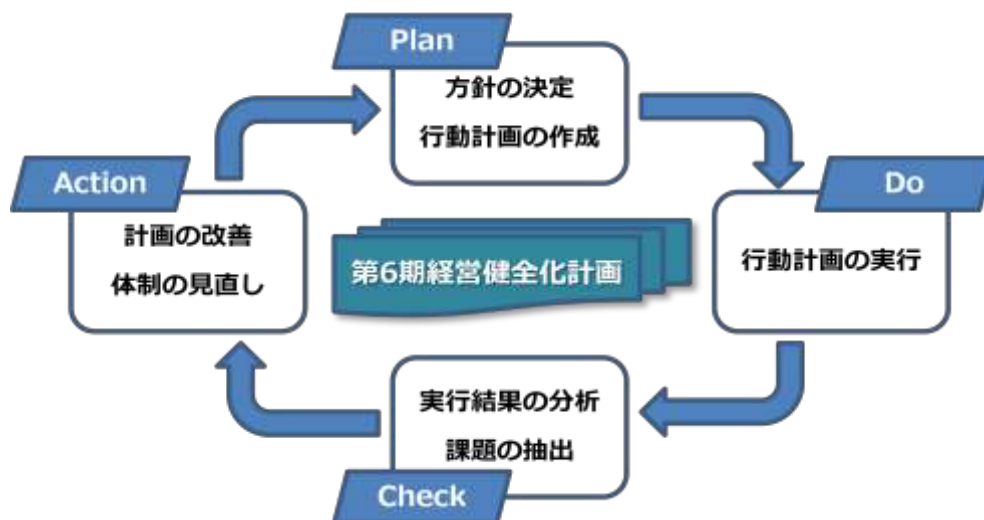 Plan
方針の決定
行動計画の作成
Do
行動計画の実行
Check
実行結果の分析
課題の抽出
Action
計画の改善
体制の見直し
第6期経営健全化計画